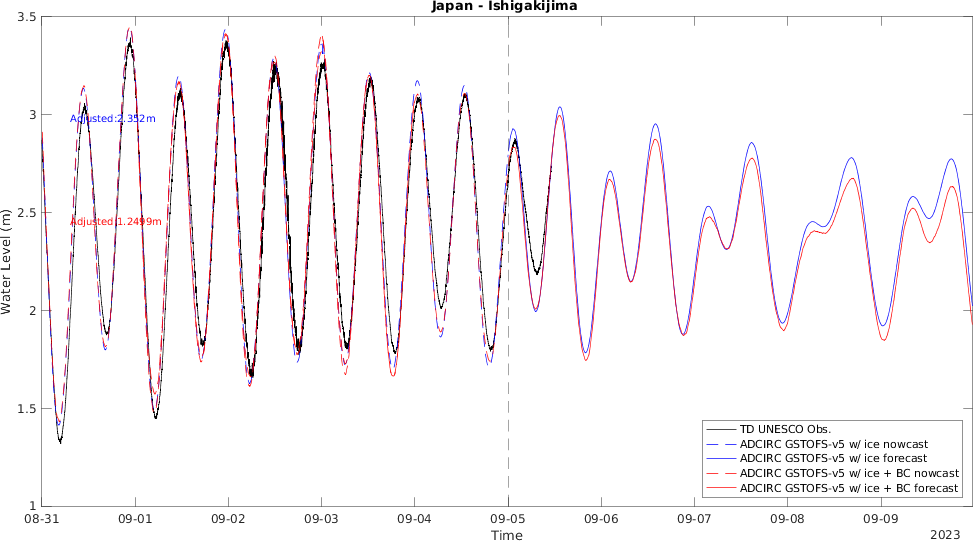 Japan - Ishigakijima
3.5
3
2.5
2
1.5
1
Water Level (m)
Adjusted:2.352m
Adjusted:1.2499m
TD UNESCO Obs.
ADCIRC GSTOFS-v5 w/ ice nowcast
ADCIRC GSTOFS-v5 w/ ice forecast
ADCIRC GSTOFS-v5 w/ ice + BC nowcast
ADCIRC GSTOFS-v5 w/ ice + BC forecast
08-31 09-01 09-02 09-03 09-04 09-05 09-06 09-07 09-08 09-09
Time
2023